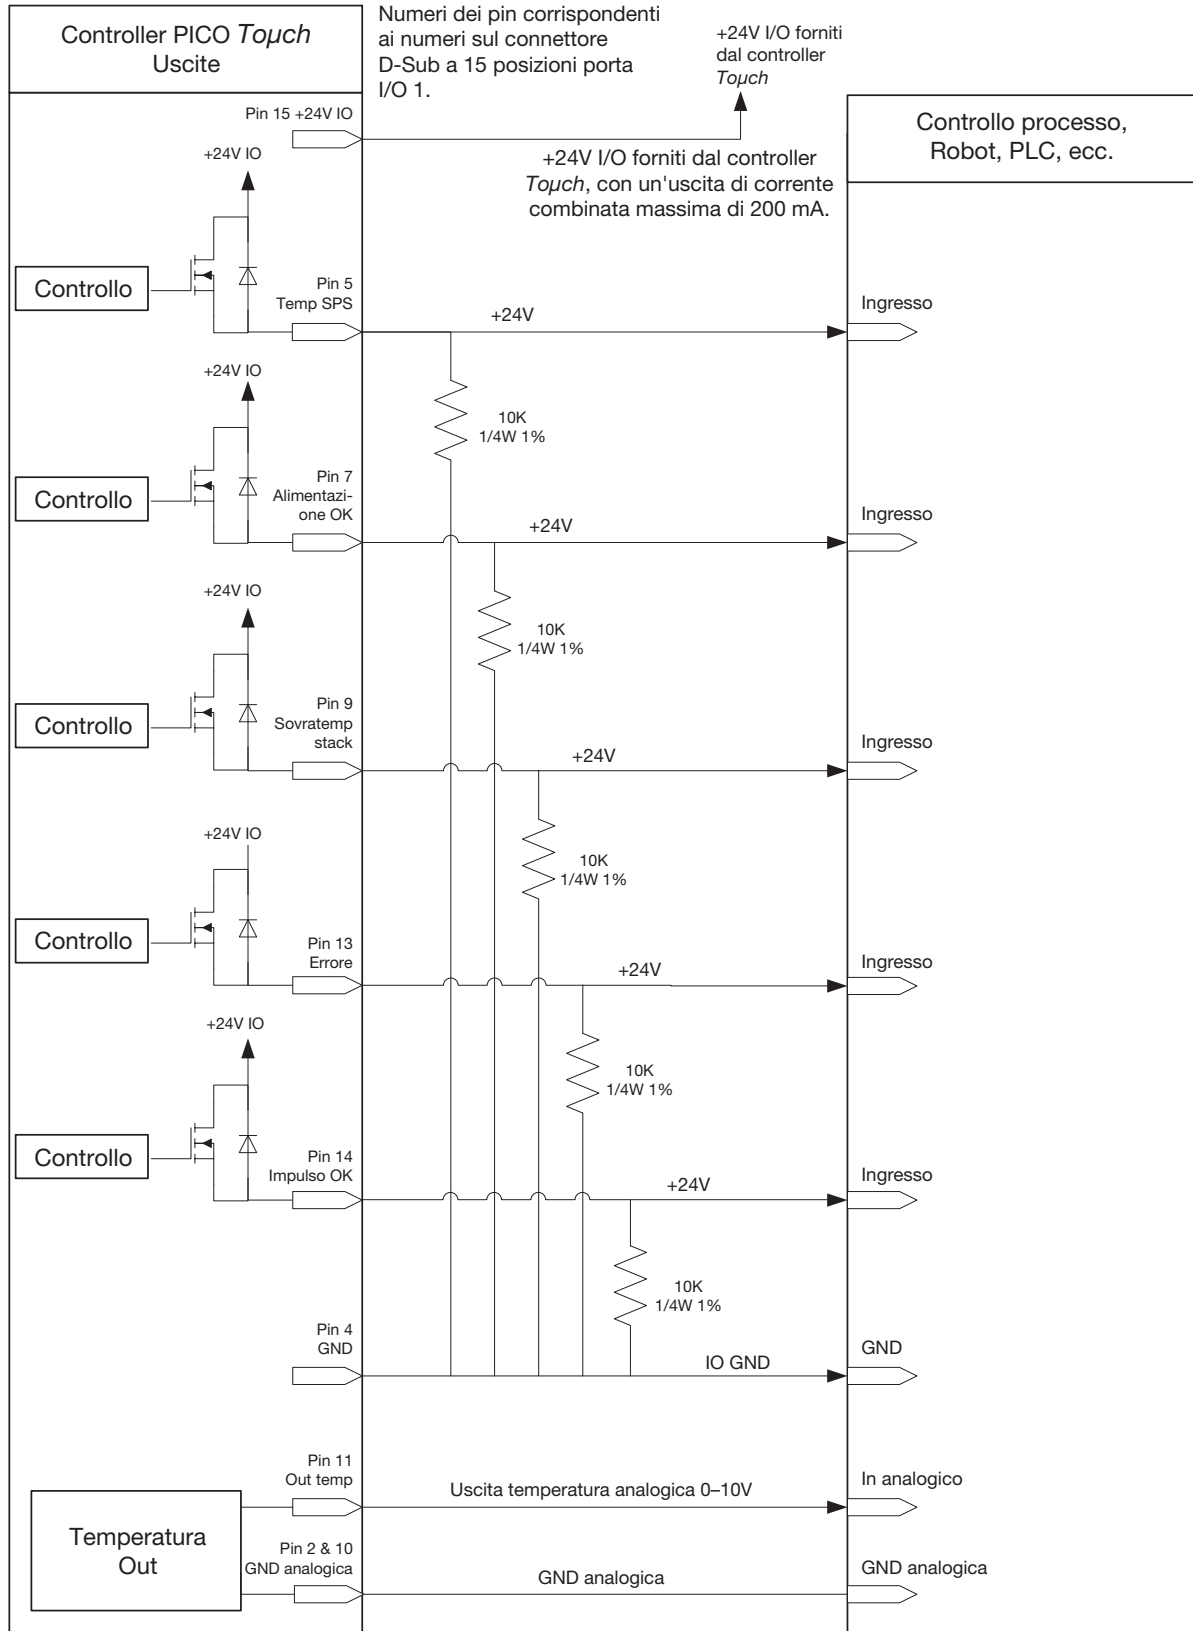 Controller PICO Toµch
Uscite
Numeri dei pin corrispondenti
ai numeri sul connettore
D-Sub a 15 posizioni porta
I/O 1.
+24V I/O forniti
dal controller
Toµch
Controllo processo,
Robot, PLC, ecc.
Pin 15 +24V IO
+24V I/O forniti dal controller
Toµch, con un'uscita di corrente
combinata massima di 200 mA.
+24V IO
Controllo
Pin 5
Temp SPS
+24V
Ingresso
10K
1/4W 1%
+24V IO
Controllo
Pin 7
Alimentazi-
one OK
+24V
Ingresso
10K
1/4W 1%
+24V IO
Controllo
Pin 9
Sovratemp
stack
+24V
Ingresso
10K
1/4W 1%
+24V IO
Controllo
Pin 13
Errore
+24V
Ingresso
10K
1/4W 1%
+24V IO
Controllo
Pin 14
Impulso OK
+24V
Ingresso
10K
1/4W 1%
Pin 4
GND
IO GND
GND
Temperatura
Out
Pin 11
Out temp
Uscita temperatura analogica 0–10V
In analogico
Pin 2 & 10
GND analogica
GND analogica
GND analogica